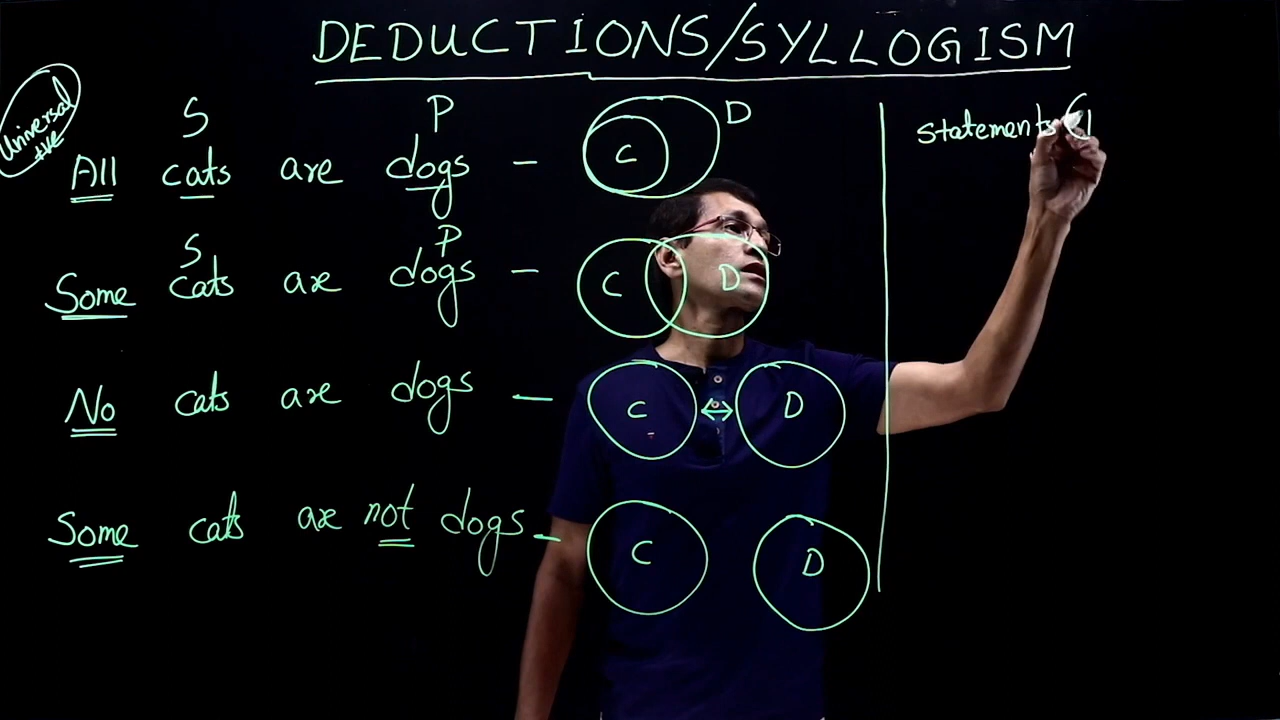 DEDUCTIONS/SYLLOGISM
Universal
+ve
S P
All cats are dogs - C D
S P
Some cats are dogs - C D
No cats are dogs - C ↔ D
Some cats are not dogs - C D
Statements